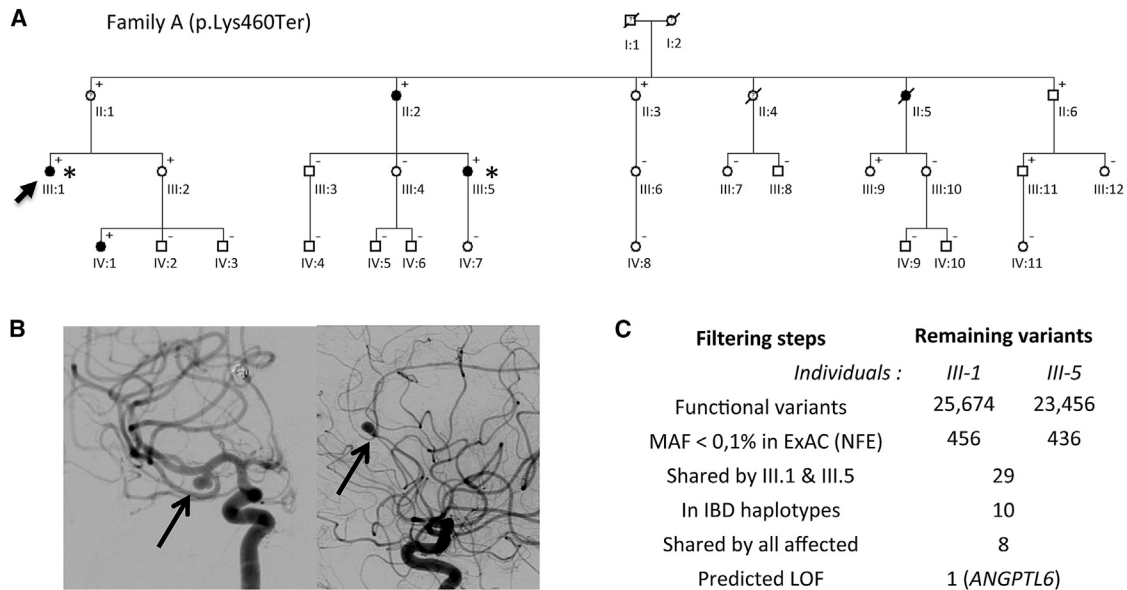 A
Family A (p.Lys460Ter)
?
I:1 I:2
+ + + ? + +
?
II:1 II:2 II:3 II:4 II:5 II:6
+ + - - + - - - - + - + -
* *
III:1 III:2 III:3 III:4 III:5 III:6 III:7 III:8 III:9 III:10 III:11 III:12
+ - - - - - - - - - -
IV:1 IV:2 IV:3 IV:4 IV:5 IV:6 IV:7 IV:8 IV:9 IV:10 IV:11
B
C
Filtering steps Remaining variants
Individuals : III-1 III-5
Functional variants 25,674 23,456
MAF < 0,1% in ExAC (NFE) 456 436
Shared by III.1 & III.5 29
In IBD haplotypes 10
Shared by all affected 8
Predicted LOF 1 (ANGPTL6)